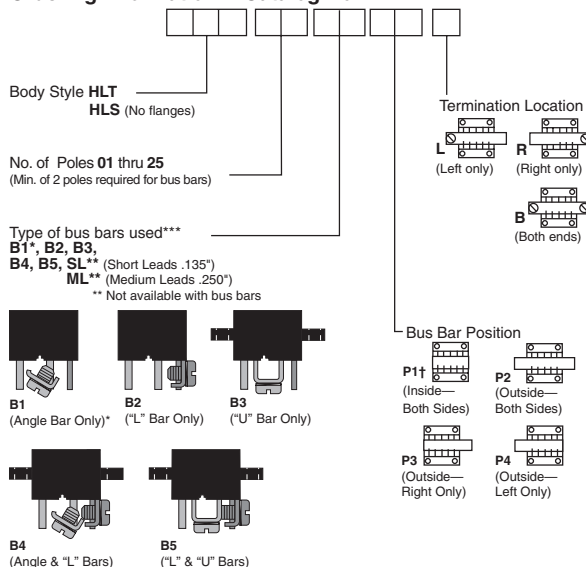 Body Style HLT
HLS (No flanges)
No. of Poles 01 thru 25
(Min. of 2 poles required for bus bars)
Type of bus bars used***
B1*, B2, B3,
B4, B5, SL** (Short Leads .135")
ML** (Medium Leads .250")
** Not available with bus bars
B1
(Angle Bar Only)*
B2
("L" Bar Only)
B3
("U" Bar Only)
B4
(Angle & "L" Bars)
B5
("L" & "U" Bars)
Termination Location
L
(Left only)
R
(Right only)
B
(Both ends)
Bus Bar Position
P1†
(Inside—
Both Sides)
P2
(Outside—
Both Sides)
P3
(Outside—
Right Only)
P4
(Outside—
Left Only)